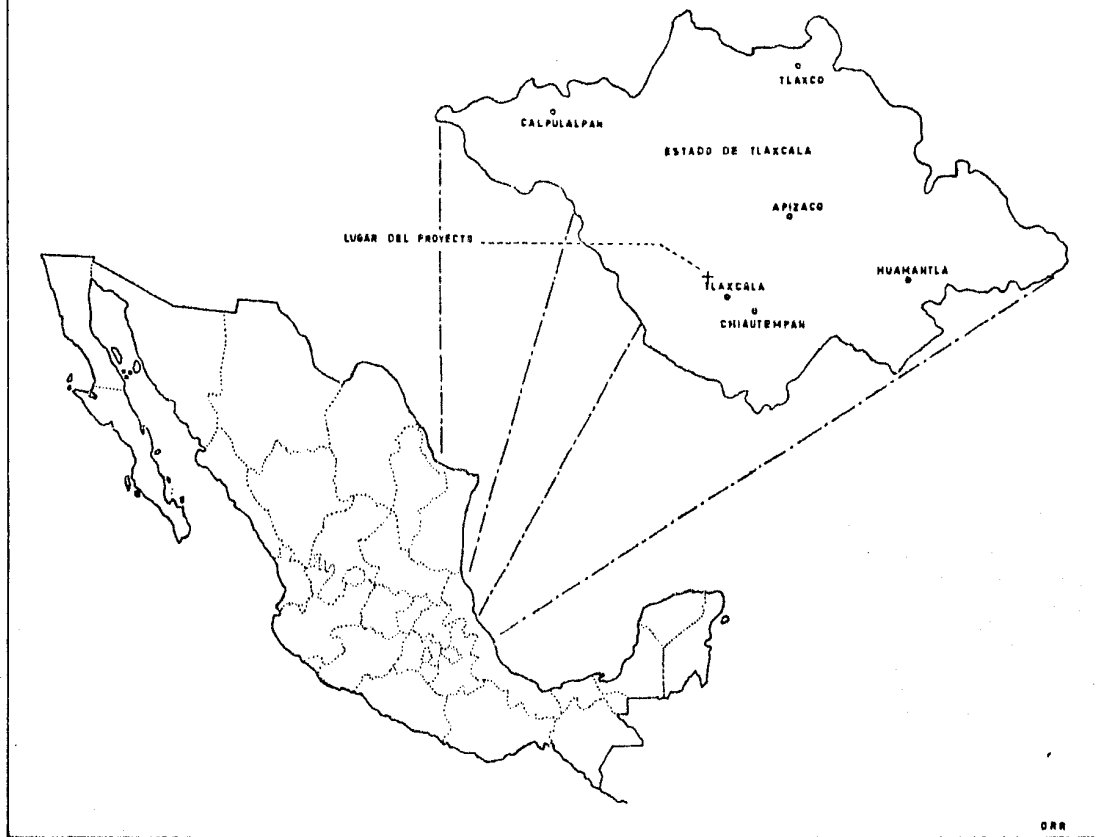 TLAXCO
CALPULALPAN
ESTADO DE TLAXCALA
APIZACO
LUGAR DEL PROYECTO
HUAMANTLA
TLAXCALA
CHIAUTEMPAN
ORR